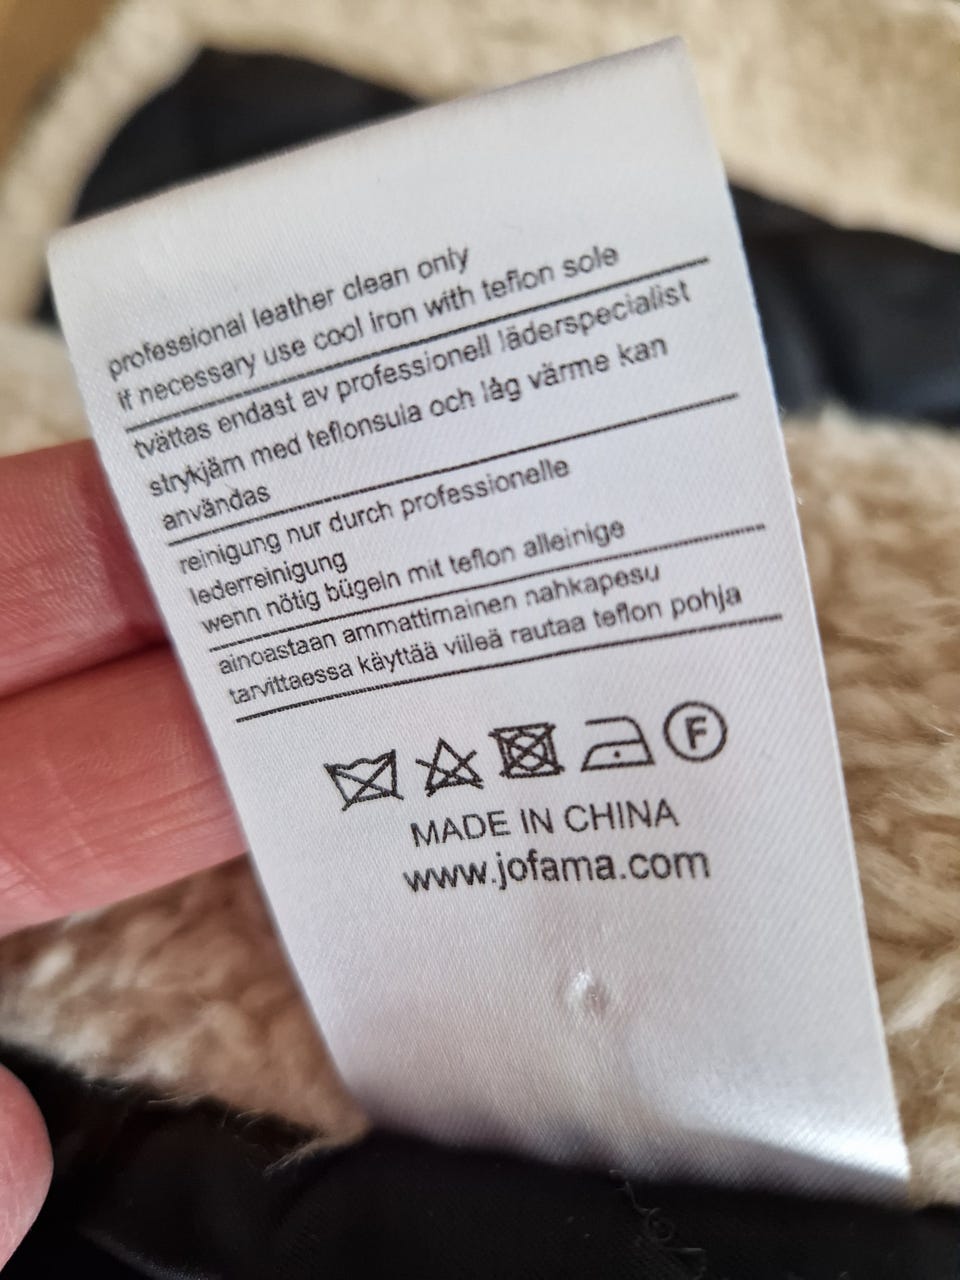 professional leather clean only
if necessary use cool iron with teflon sole
tvättas endast av professionell läderspecialist
strykjärn med teflonsula och låg värme kan
användas
reinigung nur durch professionelle
lederreinigung
wenn nötig bügeln mit teflon alleinige
ainoastaan ammattimainen nahkapesu
tarvittaessa käyttää viileä rautaa teflon pohja
F
MADE IN CHINA
www.jofama.com